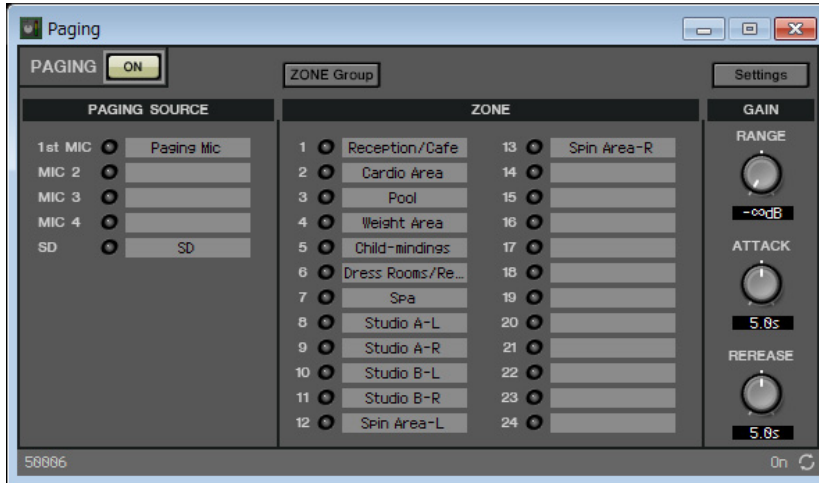 Paging
PAGING ON
ZONE Group
Settings
PAGING SOURCE
1st MIC Paging Mic
MIC 2
MIC 3
MIC 4
SD SD
ZONE
1 Reception/Cafe
2 Cardio Area
3 Pool
4 Weight Area
5 Child-mindings
6 Dress Rooms/Re...
7 Spa
8 Studio A-L
9 Studio A-R
10 Studio B-L
11 Studio B-R
12 Spin Area-L
13 Spin Area-R
14
15
16
17
18
19
20
21
22
23
24
GAIN
RANGE
-∞dB
ATTACK
5.0s
REREASE
5.0s
50006
On